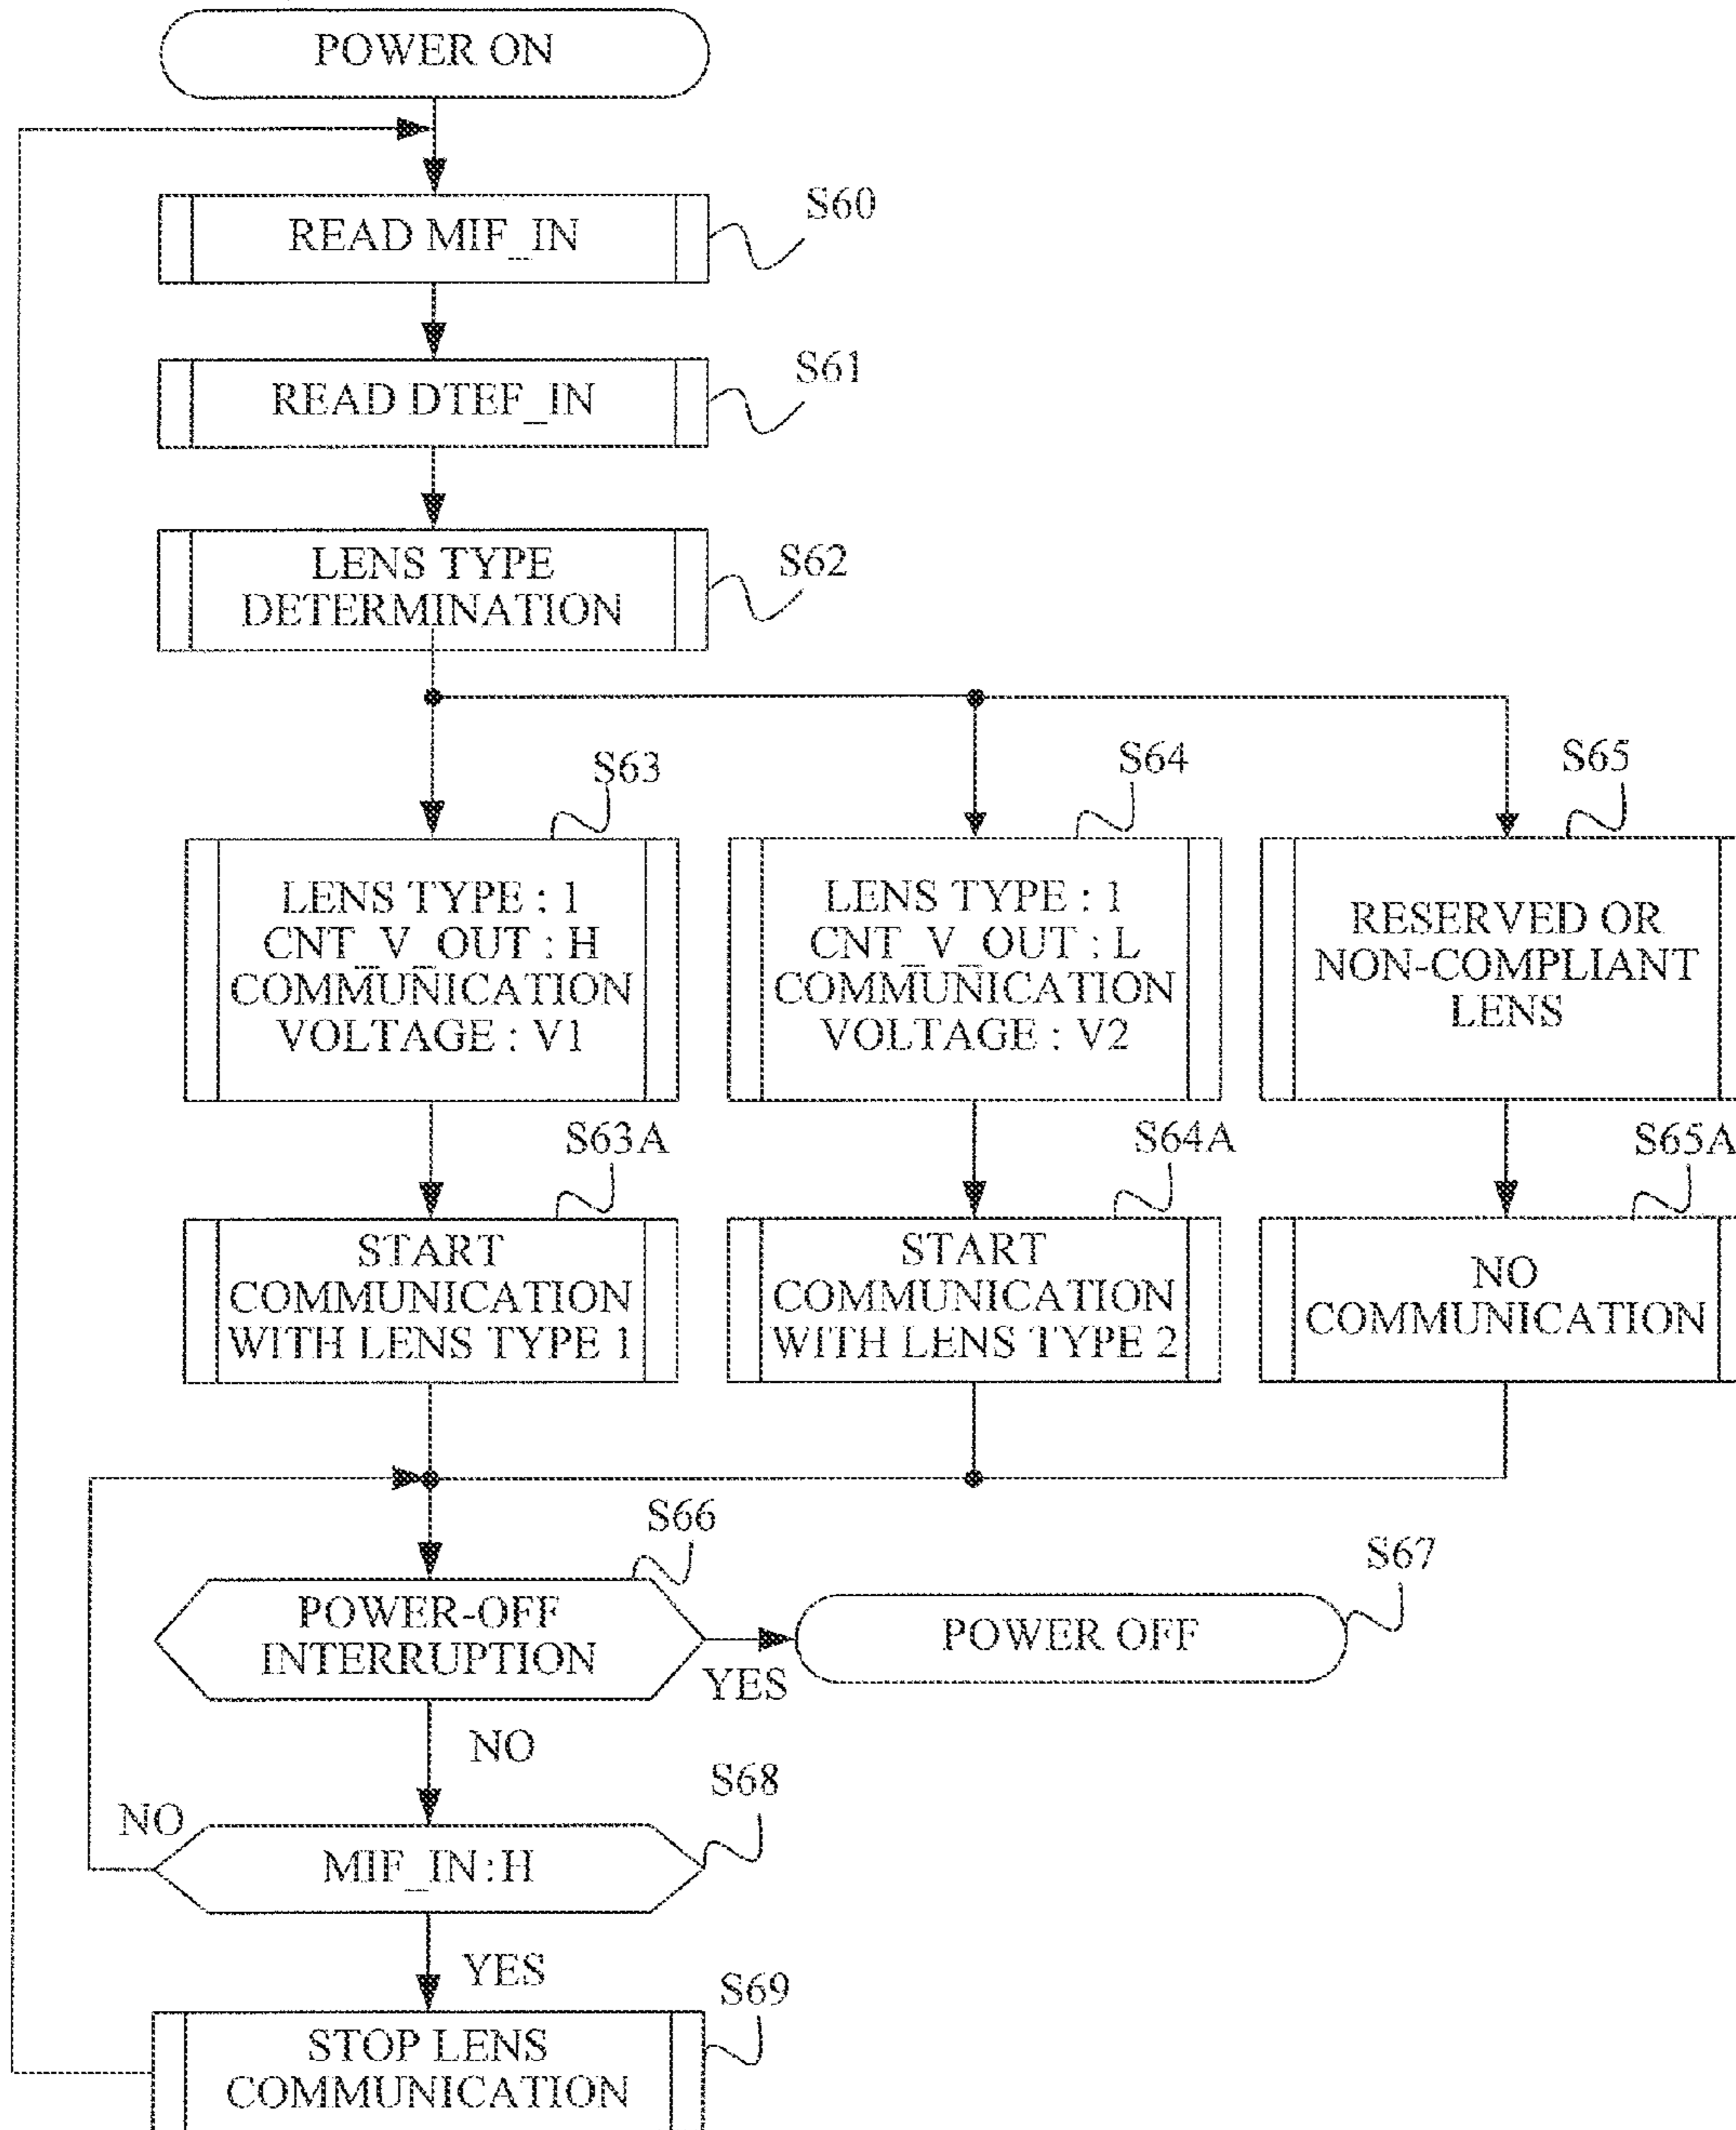 POWER ON
READ MIF_IN
S60
READ DTEF_IN
S61
LENS TYPE
DETERMINATION
S62
S63
LENS TYPE : 1
CNT_V_OUT : H
COMMUNICATION
VOLTAGE : V1
S64
LENS TYPE : 1
CNT_V_OUT : L
COMMUNICATION
VOLTAGE : V2
S65
RESERVED OR
NON-COMPLIANT
LENS
S63A
START
COMMUNICATION
WITH LENS TYPE 1
S64A
START
COMMUNICATION
WITH LENS TYPE 2
S65A
NO
COMMUNICATION
S66
POWER-OFF
INTERRUPTION
YES
S67
POWER OFF
NO
S68
NO
MIF_IN : H
YES
S69
STOP LENS
COMMUNICATION